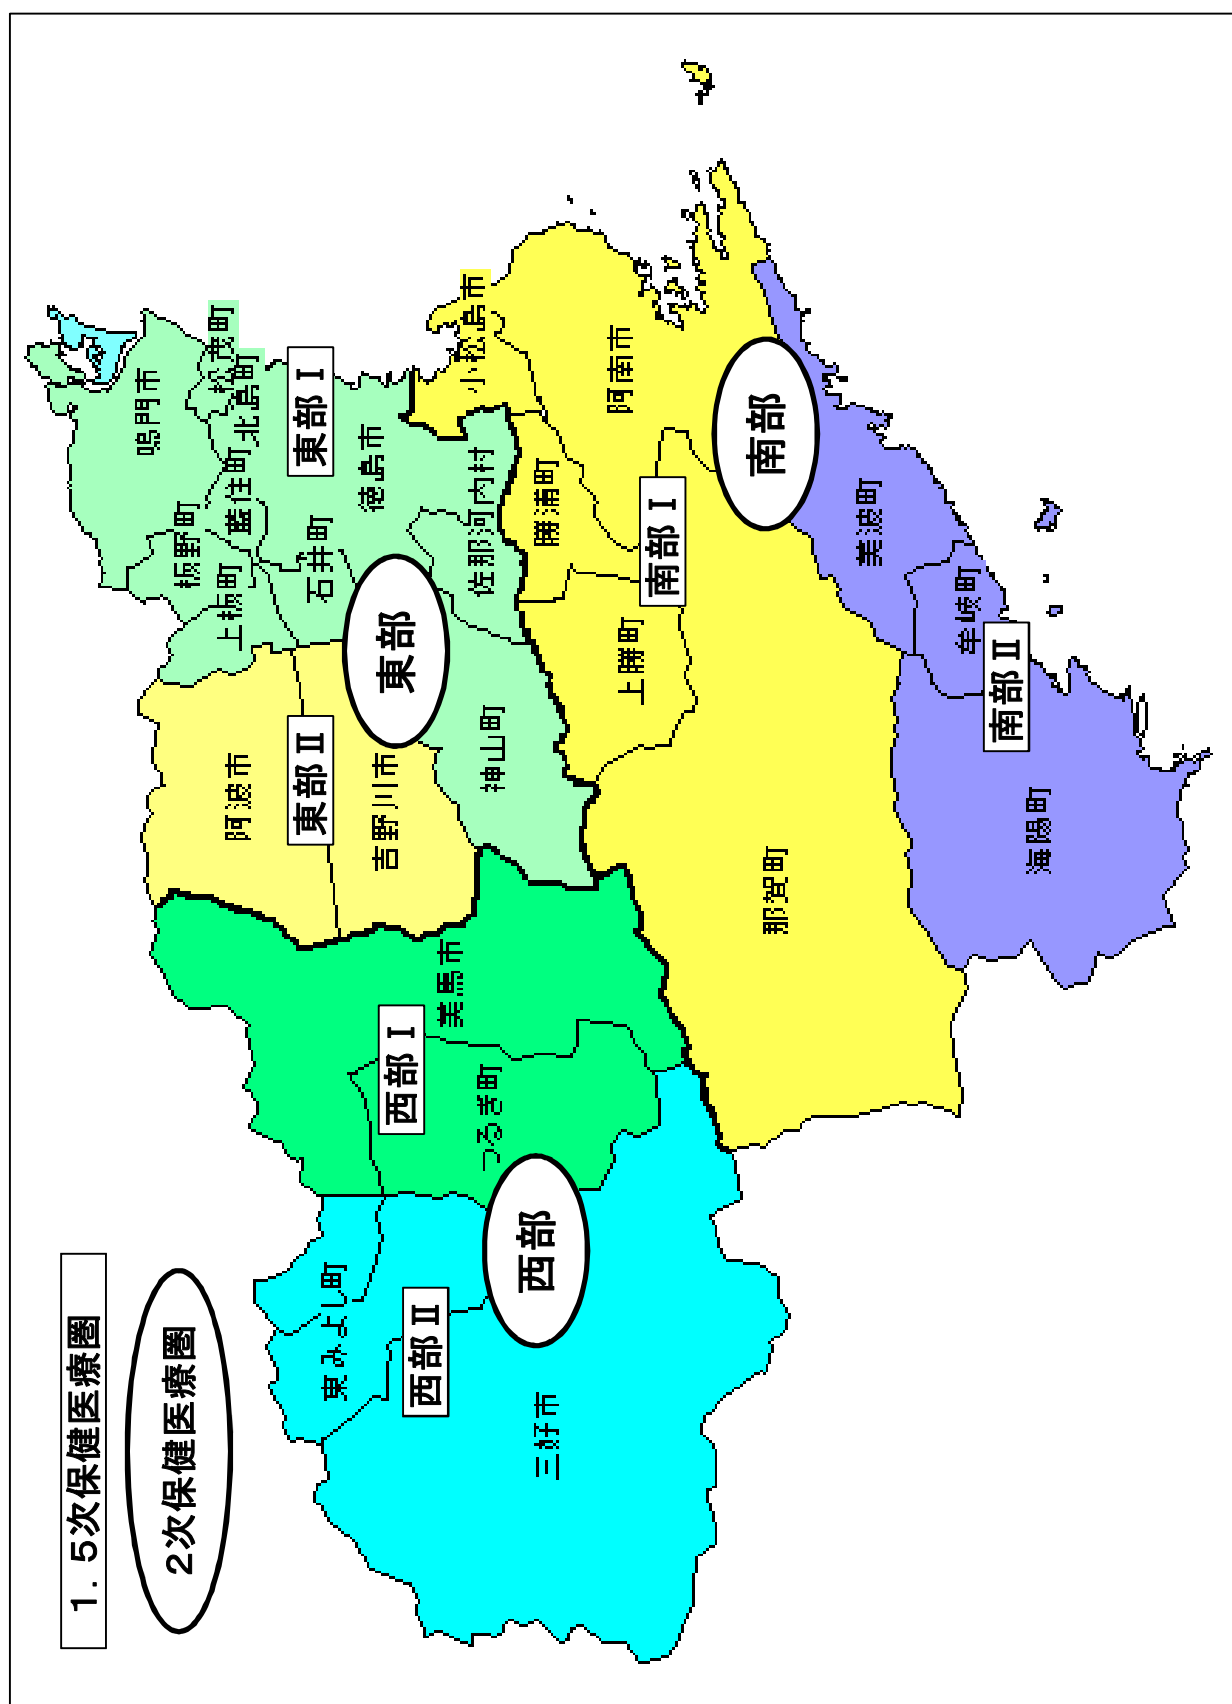 1．5次保健医療圏
2次保健医療圏
三好市
東みよし町
西部Ⅱ
西部
つるぎ町
西部Ⅰ
美馬市
阿波市
東部Ⅱ
吉野川市
東部
神山町
上板町
板野町
石井町
藍住町
鳴門市
北島町
松茂町
東部Ⅰ
徳島市
佐那河内村
小松島市
勝浦町
上勝町
阿南市
南部Ⅰ
南部
那賀町
美波町
牟岐町
南部Ⅱ
海陽町